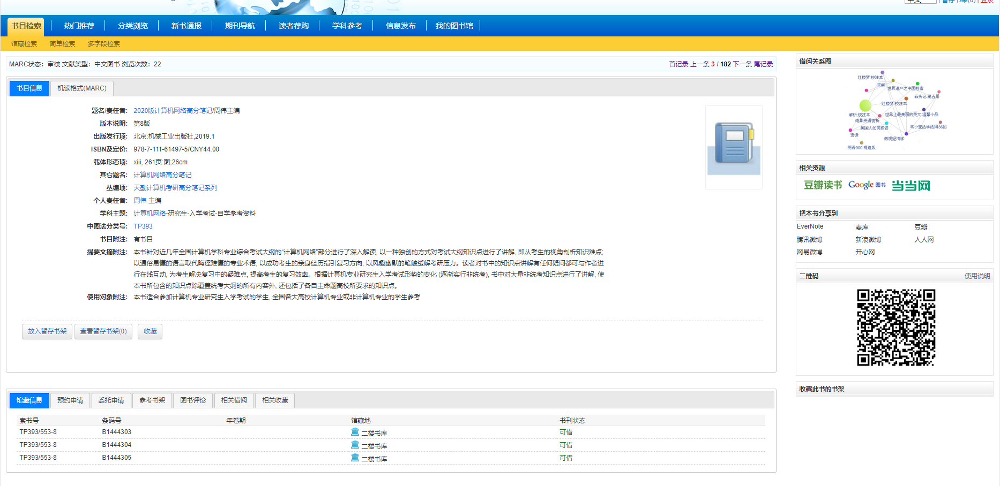 暂存书架(0) | 登录
书目检索 热门推荐 分类浏览 新书通报 期刊导航 读者荐购 学科参考 信息发布 我的图书馆
馆藏检索 简单检索 多字段检索
MARC状态：审校 文献类型：中文图书 浏览次数：22
首记录 上一条 3 / 182 下一条 尾记录
书目信息 机读格式(MARC)
题名/责任者: 2020版计算机网络高分笔记/周伟主编
版本说明: 第8版
出版发行项: 北京:机械工业出版社,2019.1
ISBN及定价: 978-7-111-61497-5/CNY44.00
载体形态项: xiii, 261页:图;26cm
其它题名: 计算机网络高分笔记
丛编项: 天勤计算机考研高分笔记系列
个人责任者: 周伟 主编
学科主题: 计算机网络-研究生-入学考试-自学参考资料
中图法分类号: TP393
书目附注: 有书目
提要文摘附注: 本书针对近几年全国计算机学科专业综合考试大纲的“计算机网络”部分进行了深入解读, 以一种独创的方式对考试大纲知识点进行了讲解, 即从考生的视角剖析知识难点;
以通俗易懂的语言取代晦涩难懂的专业术语; 以成功考生的亲身经历指引复习方向; 以风趣幽默的笔触缓解考研压力。读者对书中的知识点讲解有任何疑问都可与作者进
行在线互动, 为考生解决复习中的疑难点, 提高考生的复习效率。根据计算机专业研究生入学考试形势的变化 (逐渐实行非统考), 书中对大量非统考知识点进行了讲解, 使
本书所包含的知识点除覆盖统考大纲的所有内容外, 还包括了各自主命题高校所要求的知识点。
使用对象附注: 本书适合参加计算机专业研究生入学考试的学生, 全国各大高校计算机专业或非计算机专业的学生参考
放入暂存书架 查看暂存书架(0) 收藏
馆藏信息 预约申请 委托申请 参考书架 图书评论 相关借阅 相关收藏
索书号 条码号 年卷期 馆藏地 书刊状态
TP393/553-8 B1444303 二楼书库 可借
TP393/553-8 B1444304 二楼书库 可借
TP393/553-8 B1444305 二楼书库 可借
借阅关系图
红楼梦:校注本
苦柳
世界遗产之中国档案
石头记.第五册
红楼梦:校注本
解析:校注本
世界上最美丽的英文.温馨小品
电影英语赏析
美国人如何投资
韦小宝活学活用36招
选读
微观经济学
英语900:提速版
相关资源
豆瓣读书 Google 图书 当当网
把本书分享到
EverNote 麦库 豆瓣
腾讯微博 新浪微博 人人网
网易微博 开心网
二维码 使用说明
收藏此书的书架